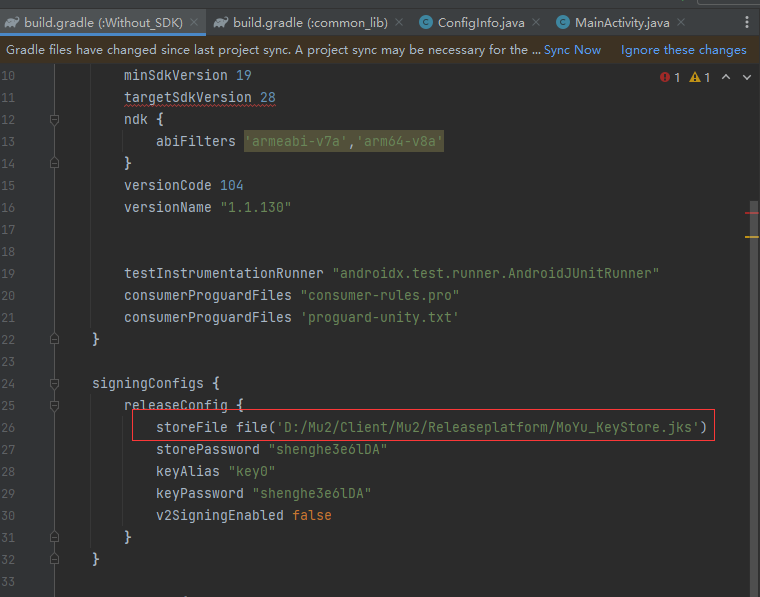 build.gradle (:Without_SDK)
build.gradle (:common_lib)
ConfigInfo.java
MainActivity.java
Gradle files have changed since last project sync. A project sync may be necessary for the ... Sync Now Ignore these changes
10 minSdkVersion 19
1 1
11 targetSdkVersion 28
12 ndk {
13 abiFilters 'armeabi-v7a','arm64-v8a'
14 }
15 versionCode 104
16 versionName "1.1.130"
17
18
19 testInstrumentationRunner "androidx.test.runner.AndroidJUnitRunner"
20 consumerProguardFiles "consumer-rules.pro"
21 consumerProguardFiles 'proguard-unity.txt'
22 }
23
24 signingConfigs {
25 releaseConfig {
26 storeFile file('D:/Mu2/Client/Mu2/Releaseplatform/MoYu_KeyStore.jks')
27 storePassword "shenghe3e6lDA"
28 keyAlias "key0"
29 keyPassword "shenghe3e6lDA"
30 v2SigningEnabled false
31 }
32 }
33